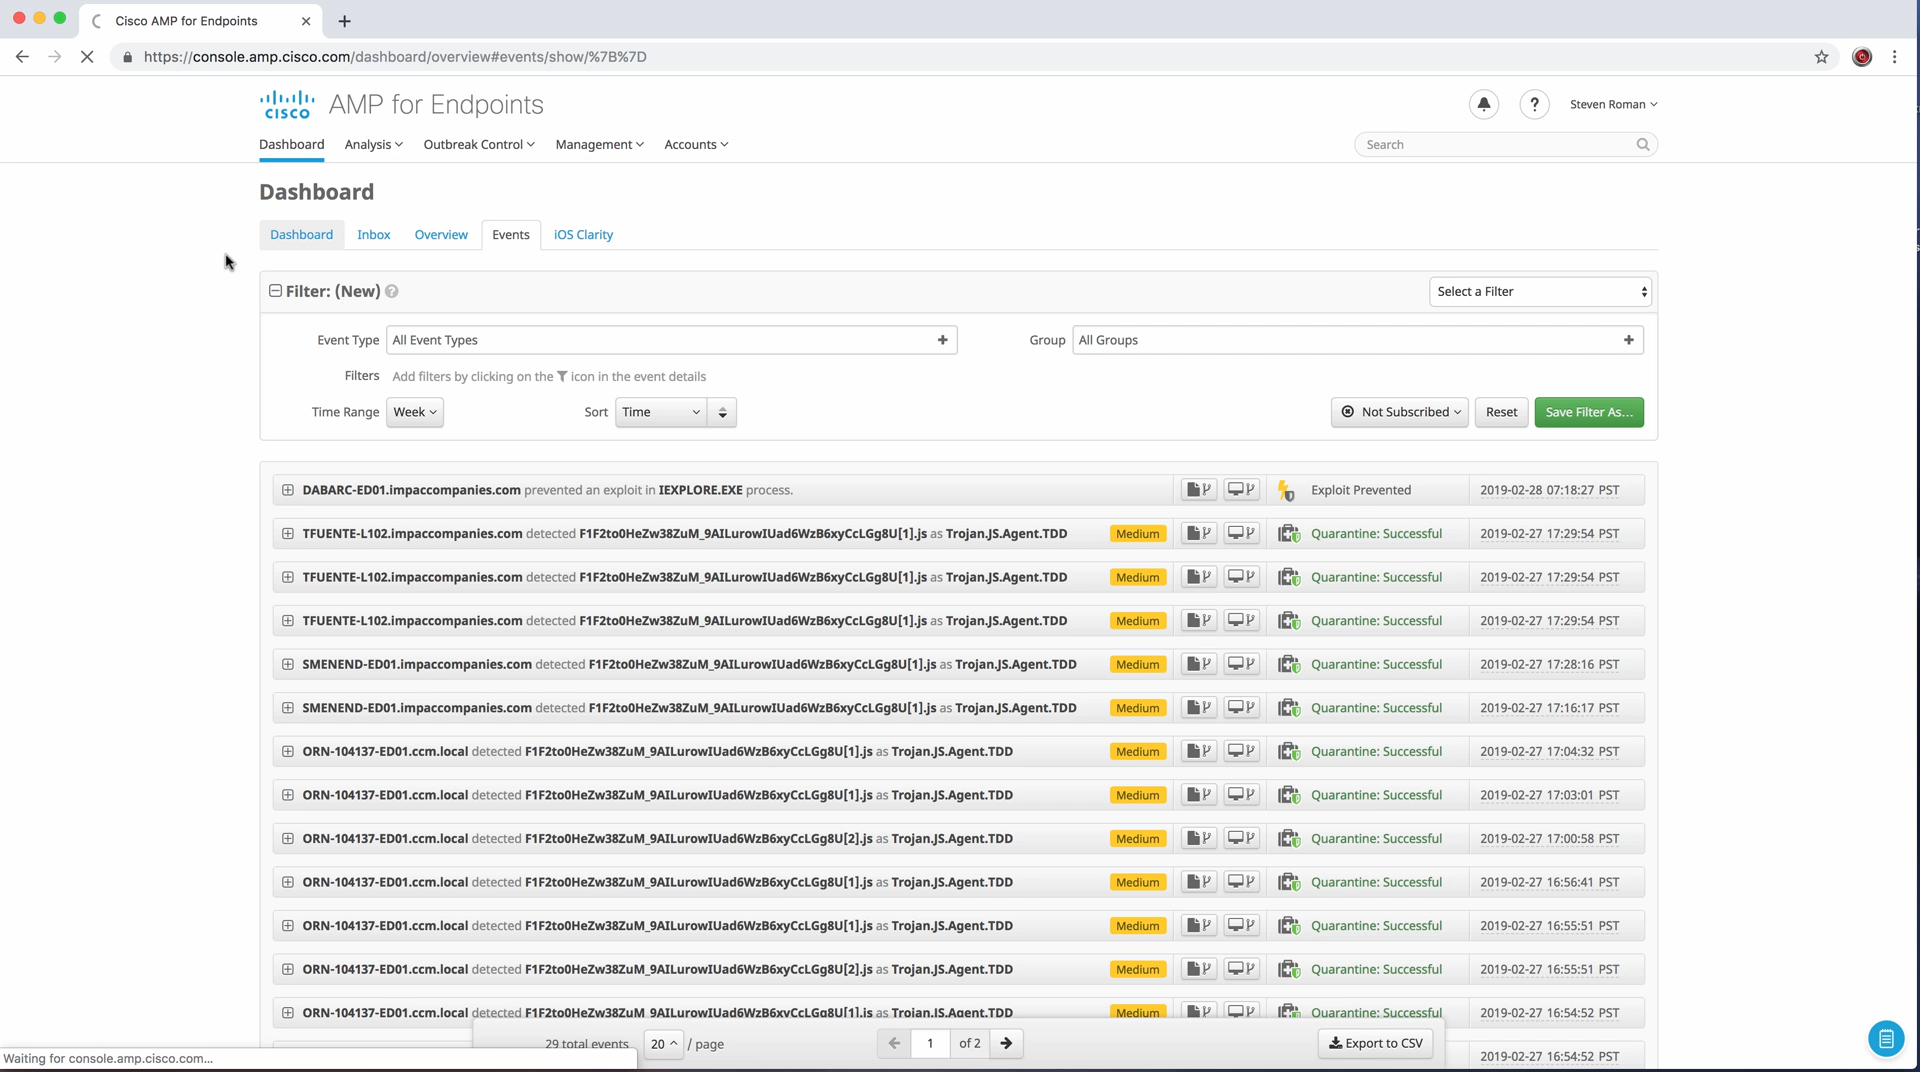 Cisco AMP for Endpoints
https://console.amp.cisco.com/dashboard/overview#events/show/%7B%7D
cisco AMP for Endpoints
? Steven Roman
Dashboard Analysis Outbreak Control Management Accounts Search
Dashboard
Dashboard Inbox Overview Events iOS Clarity
Filter: (New) ? Select a Filter
Event Type All Event Types + Group All Groups +
Filters Add filters by clicking on the icon in the event details
Time Range Week Sort Time Not Subscribed Reset Save Filter As...
DABARC-ED01.impaccompanies.com prevented an exploit in IEXPLORE.EXE process. Exploit Prevented 2019-02-28 07:18:27 PST
TFUENTE-L102.impaccompanies.com detected F1F2to0HeZw38ZuM_9AILurowIUad6WzB6xyCcLGg8U[1].js as Trojan.JS.Agent.TDD Medium Quarantine: Successful 2019-02-27 17:29:54 PST
TFUENTE-L102.impaccompanies.com detected F1F2to0HeZw38ZuM_9AILurowIUad6WzB6xyCcLGg8U[1].js as Trojan.JS.Agent.TDD Medium Quarantine: Successful 2019-02-27 17:29:54 PST
TFUENTE-L102.impaccompanies.com detected F1F2to0HeZw38ZuM_9AILurowIUad6WzB6xyCcLGg8U[1].js as Trojan.JS.Agent.TDD Medium Quarantine: Successful 2019-02-27 17:29:54 PST
SMENEND-ED01.impaccompanies.com detected F1F2to0HeZw38ZuM_9AILurowIUad6WzB6xyCcLGg8U[1].js as Trojan.JS.Agent.TDD Medium Quarantine: Successful 2019-02-27 17:28:16 PST
SMENEND-ED01.impaccompanies.com detected F1F2to0HeZw38ZuM_9AILurowIUad6WzB6xyCcLGg8U[1].js as Trojan.JS.Agent.TDD Medium Quarantine: Successful 2019-02-27 17:16:17 PST
ORN-104137-ED01.ccm.local detected F1F2to0HeZw38ZuM_9AILurowIUad6WzB6xyCcLGg8U[1].js as Trojan.JS.Agent.TDD Medium Quarantine: Successful 2019-02-27 17:04:32 PST
ORN-104137-ED01.ccm.local detected F1F2to0HeZw38ZuM_9AILurowIUad6WzB6xyCcLGg8U[1].js as Trojan.JS.Agent.TDD Medium Quarantine: Successful 2019-02-27 17:03:01 PST
ORN-104137-ED01.ccm.local detected F1F2to0HeZw38ZuM_9AILurowIUad6WzB6xyCcLGg8U[2].js as Trojan.JS.Agent.TDD Medium Quarantine: Successful 2019-02-27 17:00:58 PST
ORN-104137-ED01.ccm.local detected F1F2to0HeZw38ZuM_9AILurowIUad6WzB6xyCcLGg8U[1].js as Trojan.JS.Agent.TDD Medium Quarantine: Successful 2019-02-27 16:56:41 PST
ORN-104137-ED01.ccm.local detected F1F2to0HeZw38ZuM_9AILurowIUad6WzB6xyCcLGg8U[1].js as Trojan.JS.Agent.TDD Medium Quarantine: Successful 2019-02-27 16:55:51 PST
ORN-104137-ED01.ccm.local detected F1F2to0HeZw38ZuM_9AILurowIUad6WzB6xyCcLGg8U[2].js as Trojan.JS.Agent.TDD Medium Quarantine: Successful 2019-02-27 16:55:51 PST
ORN-104137-ED01.ccm.local detected F1F2to0HeZw38ZuM_9AILurowIUad6WzB6xyCcLGg8U[1].js as Trojan.JS.Agent.TDD Medium Quarantine: Successful 2019-02-27 16:54:52 PST
29 total events 20 / page 1 of 2 Export to CSV
2019-02-27 16:54:52 PST
Waiting for console.amp.cisco.com...